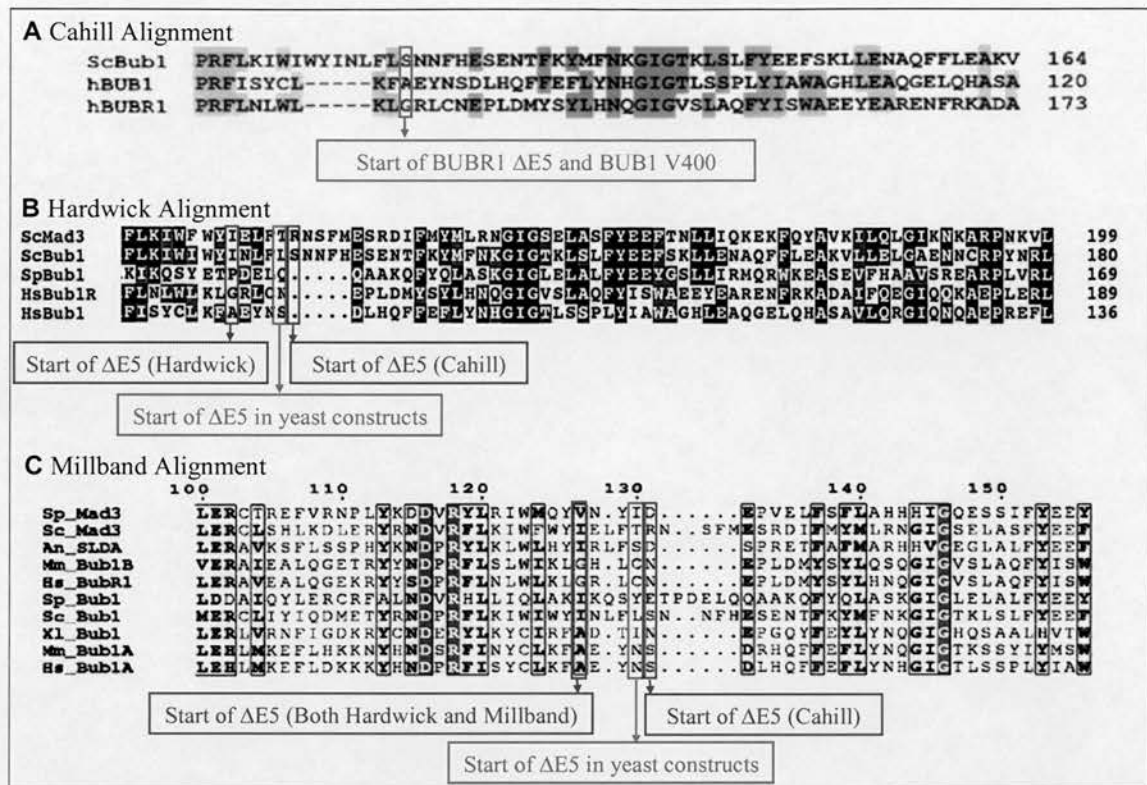 A Cahill Alignment
ScBub1 PRFLKIWIWYINLFLSNNFHESENTFKYMFNKGIGTKLSLFYEEFSKLLENAQFFLEAKV 164
hBUB1 PRFISYCL-----KFAEYNSDLHQFFEFLYNHGIGTLSSPLYIAWAGHLEAQGELQHASA 120
hBUBR1 PRFLNLWL-----KLGRLCNEPLDMYSYLHNQGIGVSLAQFYISWAEEYEARENFRKADA 173
Start of BUBR1 ΔE5 and BUB1 V400
B Hardwick Alignment
ScMad3 FLKIWFWYIELFTRNSFMESRDIFMYMLRNGIGSELASFYEEFTNLLIQKEKFQYAVKILQLGIKNKARPNKVL 199
ScBub1 FLKIWIWYINLFLSNNFHESENTFKYMFNKGIGTKLSLFYEEFSKLLENAQFFLEAKVLLELGAENNCRPYNRL 180
SpBub1 .KIKQSYETPDELQ.....QAAKQFYQLASKGIGLELALFYEEYGSLLIRMQRWKEASEVFHAAVSREARPLVRL 169
HsBub1R FLNLWLKLGRLCN.....EPLDMYSYLHNQGIGVSLAQFYISWAEEYEARENFRKADAIFQEGIQQKAEPLERL 189
HsBub1 FISYCLKFAEYNS.....DLHQFFEFLYNHGIGTLSSPLYIAWAGHLEAQGELQHASAVLQRGIQNQAEPREFL 136
Start of ΔE5 (Hardwick)
Start of ΔE5 (Cahill)
Start of ΔE5 in yeast constructs
C Millband Alignment
100 110 120 130 140 150
Sp_Mad3 LERCTREFVRNPLYKDDVRYLRIWMQYVN.YID......EPVELFSFLAHHHIGQESSIFYEEY
Sc_Mad3 LERCLSHLKDLERYRNDVRFLKIWFWYIELFTRN..SFMESRDIFMYMLRNGIGSELASFYEEF
An_SLDA LERAVKSFLSSPHYKNDPRYLKLWLHYIRLFSD......SPRETFAFMARHHVGEGLALFYEEF
Mm_Bub1B VERAIEALQGETRYYNDPRFLSLWIKLGR.LCN......EPLDMYSYLQSQGIGVSLAQFYISW
Hs_BubR1 LERAVEALQGEKRYYSDPRFLNLWLKLGR.LCN......EPLDMYSYLHNQGIGVSLAQFYISW
Sp_Bub1 LDDAIQYLERCRFALNDVRHLLIQLAKIKQSYETPDELQQAAKQFYQLASKGIGLELALFYEEY
Sc_Bub1 MERCLIYIQDMETYRNDPRFLKIWIWYINLFLS.N..NFHESENTFKYMFNKGIGTKLSLFYEEF
Xl_Bub1 LERLVRNFIGDKRYCNDERYLKYCIRFAD.TIN......EPGQYFEYLYNQGIGHQSAALHVTW
Mm_Bub1A LEHLMKEFLHKKNYHNDSRFINYCLKFAE.YNS......DRHQFFEFLYNQGIGTKSSYIYMSW
Hs_Bub1A LEHLMKEFLDKKKYHNDPRFISYCLKFAE.YNS......DLHQFFEFLYNHGIGTLSSPLYIAW
Start of ΔE5 (Both Hardwick and Millband)
Start of ΔE5 (Cahill)
Start of ΔE5 in yeast constructs